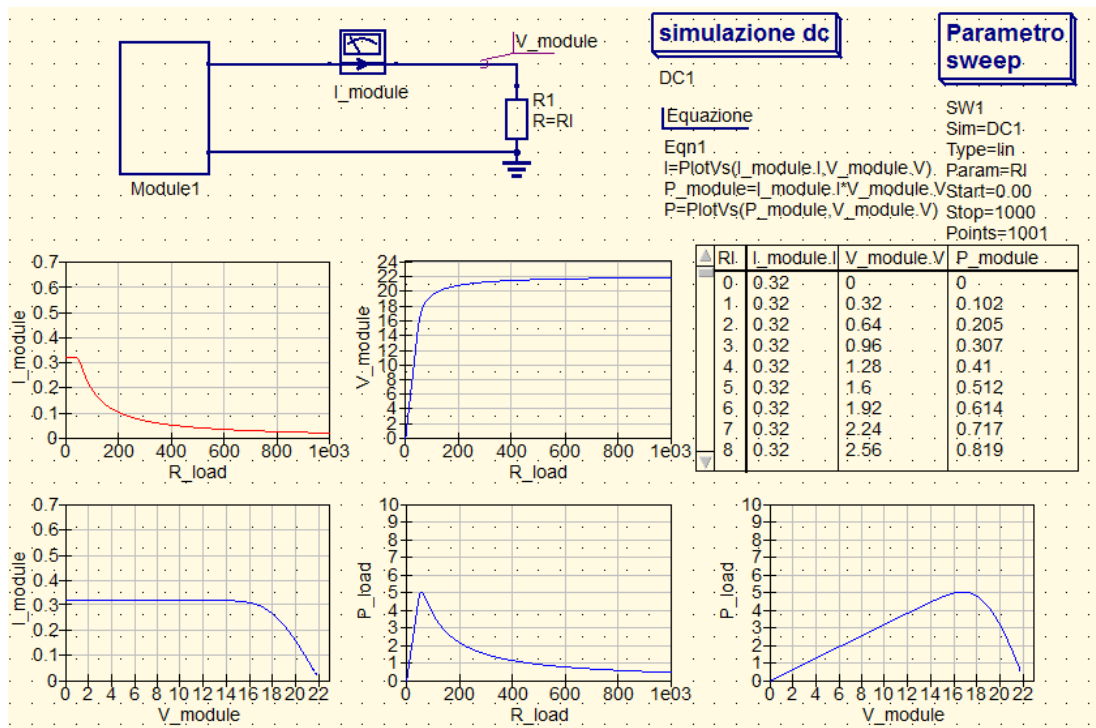 V_module
I_module
R1
R=Rl
Module1
simulazione dc
DC1
Equazione
Eqn1
I=PlotVs(I_module.I,V_module.V)
P_module=I_module.I*V_module.V
P=PlotVs(P_module,V_module.V)
Parametro
sweep
SW1
Sim=DC1
Type=lin
Param=Rl
Start=0.00
Stop=1000
Points=1001
0.7
0.6
0.5
0.4
0.3
0.2
0.1
0
I_module
0 200 400 600 800 1e03
R_load
24
22
20
18
16
14
12
10
8
6
4
2
0
V_module
0 200 400 600 800 1e03
R_load
Rl I_module.I V_module.V P_module
0 0.32 0 0
1 0.32 0.32 0.102
2 0.32 0.64 0.205
3 0.32 0.96 0.307
4 0.32 1.28 0.41
5 0.32 1.6 0.512
6 0.32 1.92 0.614
7 0.32 2.24 0.717
8 0.32 2.56 0.819
0.7
0.6
0.5
0.4
0.3
0.2
0.1
0
I_module
0 2 4 6 8 10 12 14 16 18 20 22
V_module
10
9
8
7
6
5
4
3
2
1
0
P_load
0 200 400 600 800 1e03
R_load
10
9
8
7
6
5
4
3
2
1
0
P_load
0 2 4 6 8 10 12 14 16 18 20 22
V_module